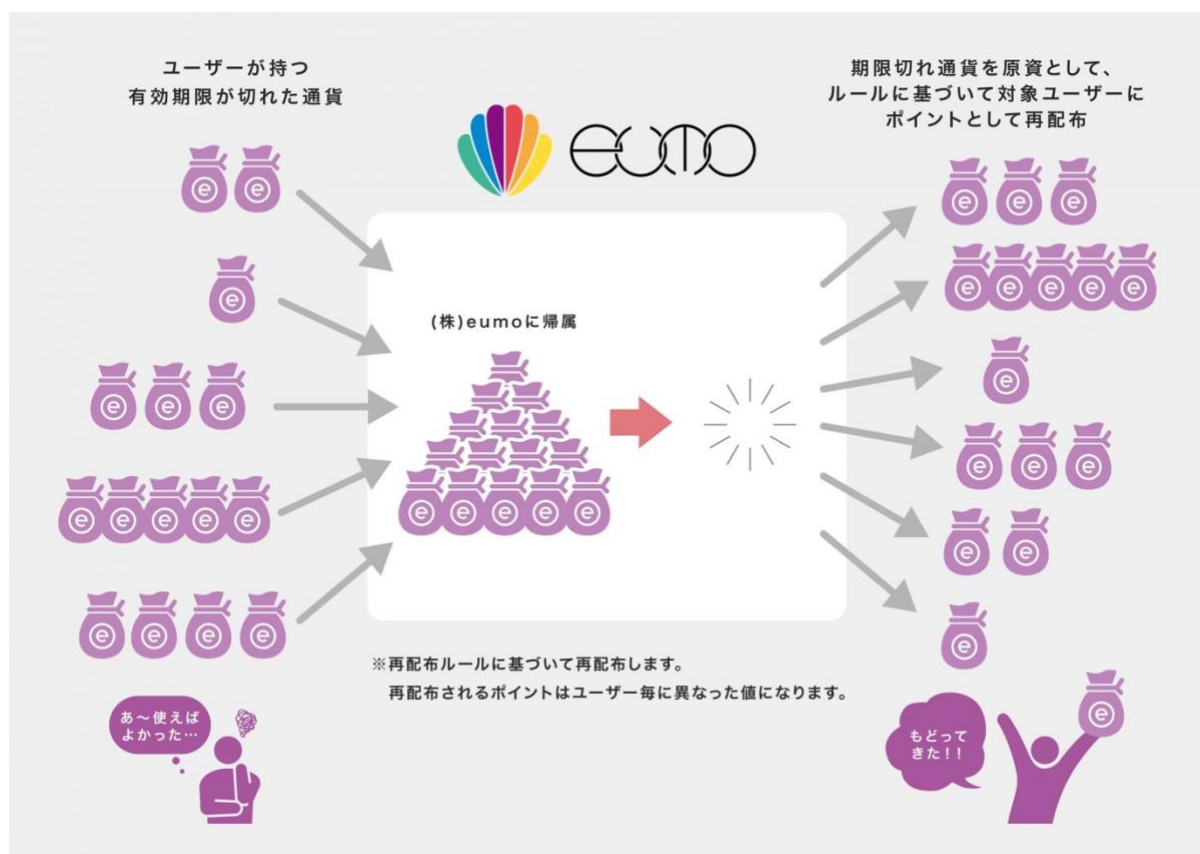 ユーザーが持つ
有効期限が切れた通貨
eumo
期限切れ通貨を原資として、
ルールに基づいて対象ユーザーに
ポイントとして再配布
e e
e
e e e
e e e e e
e e e e
(株)eumoに帰属
e e e e e
e e e
e e e e e
e
e e e
e e
e
※再配布ルールに基づいて再配布します。
再配布されるポイントはユーザー毎に異なった値になります。
あ～使えば
よかった…
もどって
きた!!
e